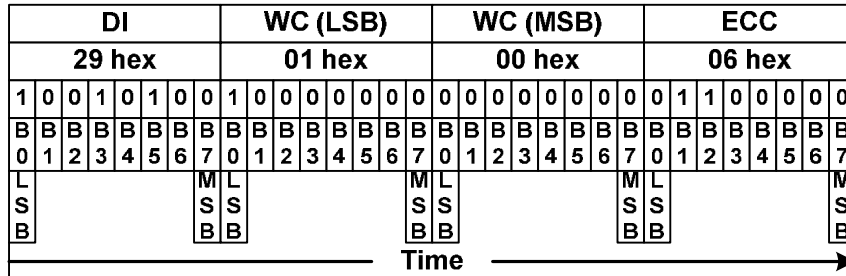 DI WC (LSB) WC (MSB) ECC
29 hex 01 hex 00 hex 06 hex
1 0 0 1 0 1 0 0 1 0 0 0 0 0 0 0 0 0 0 0 0 0 0 0 0 1 1 0 0 0 0 0
B0 B1 B2 B3 B4 B5 B6 B7 B0 B1 B2 B3 B4 B5 B6 B7 B0 B1 B2 B3 B4 B5 B6 B7 B0 B1 B2 B3 B4 B5 B6 B7
LSB MSB LSB MSB LSB MSB LSB MSB
Time